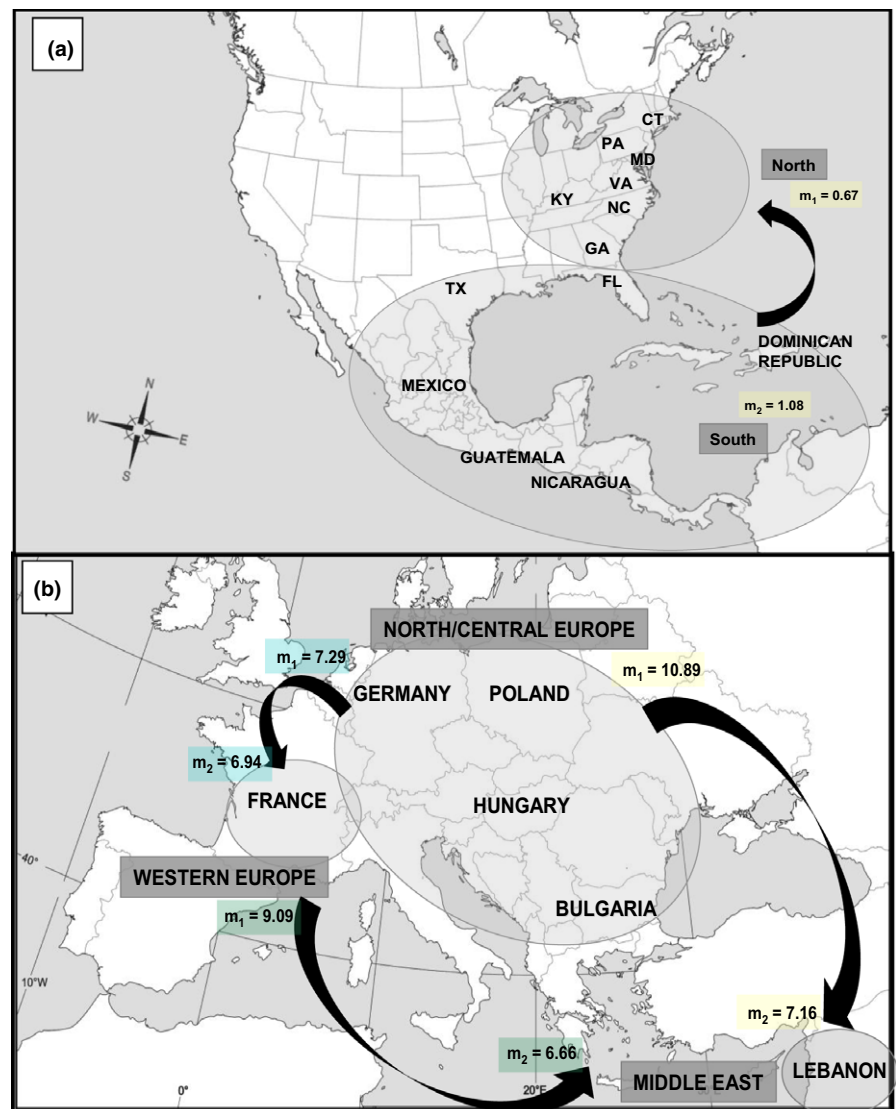 (a)
CT
PA
MD
North
VA
KY
m₁ = 0.67
NC
GA
FL
TX
DOMINICAN
REPUBLIC
MEXICO
m₂ = 1.08
N
W
E
S
South
GUATEMALA
NICARAGUA
(b)
NORTH/CENTRAL EUROPE
m₁ = 7.29
m₁ = 10.89
GERMANY
POLAND
m₂ = 6.94
FRANCE
HUNGARY
40°
WESTERN EUROPE
m₁ = 9.09
BULGARIA
10°W
m₂ = 7.16
m₂ = 6.66
LEBANON
MIDDLE EAST
0°
20°E